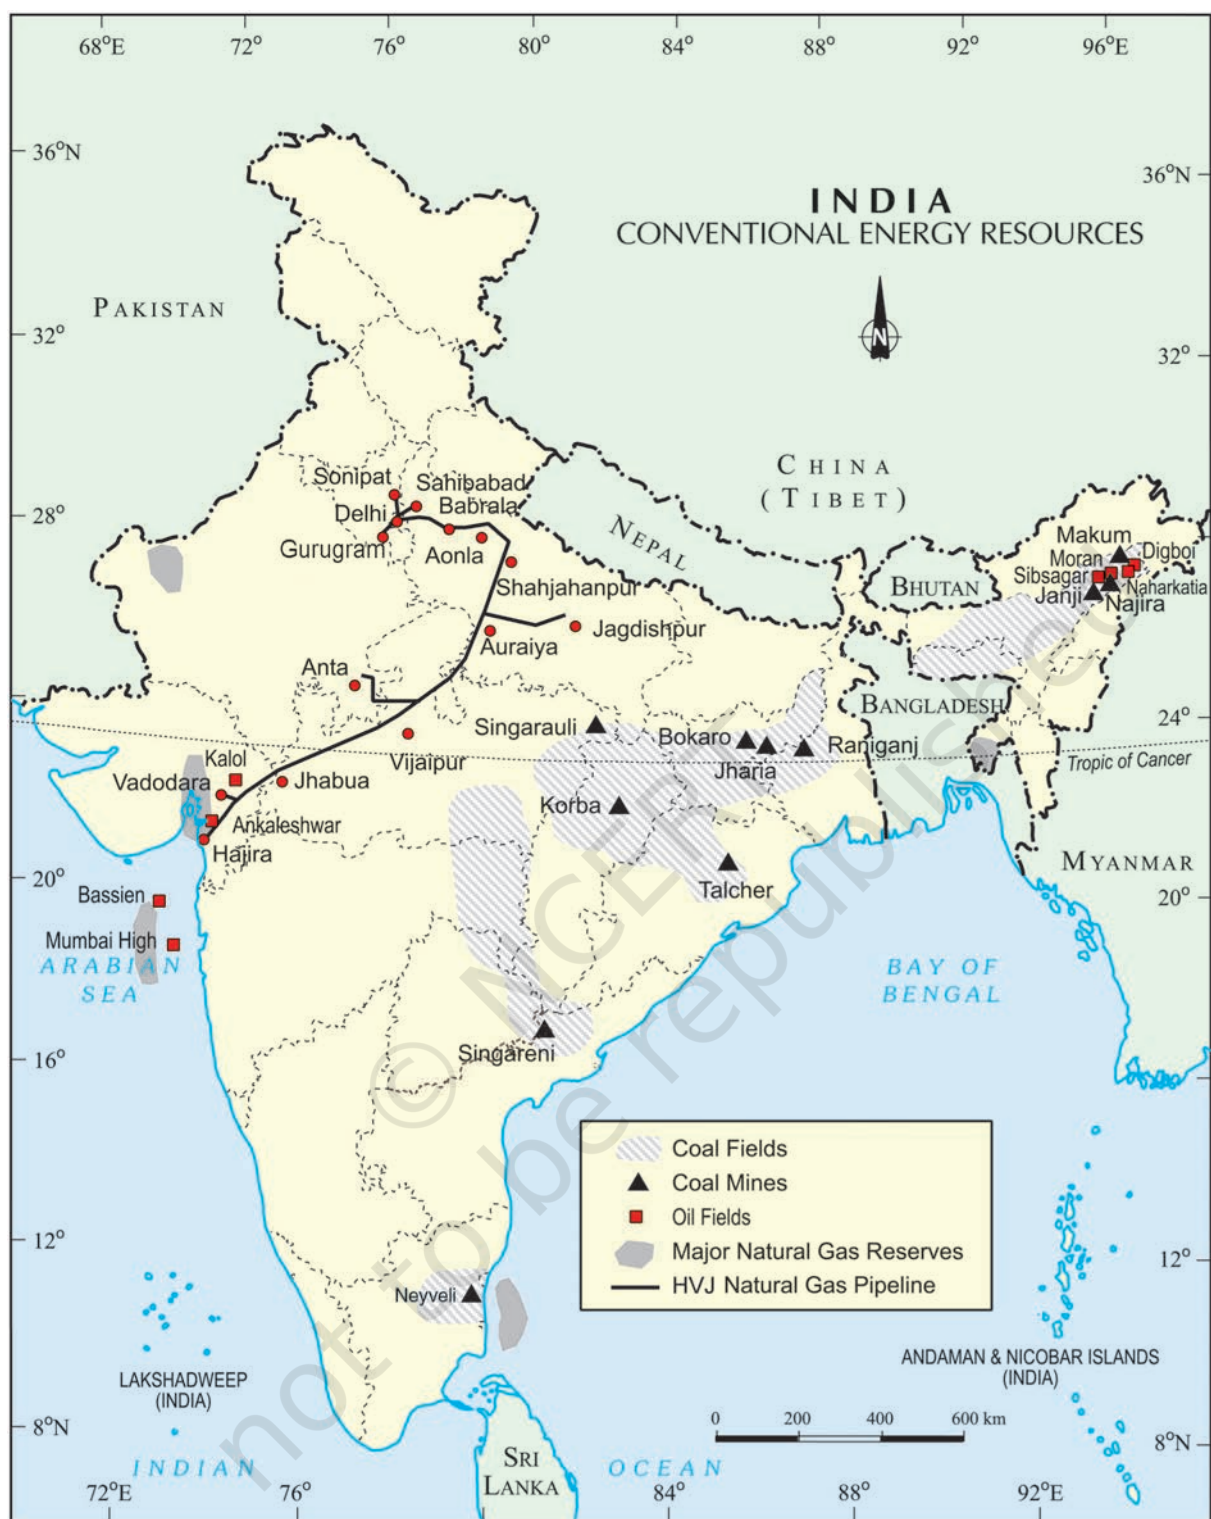 68°E 72° 76° 80° 84° 88° 92° 96°E
36°N
36°N
INDIA
CONVENTIONAL ENERGY RESOURCES
PAKISTAN
N
32°
32°
CHINA
(TIBET)
Sonipat
Sahibabad
Delhi
Babrala
28°
28°
Gurugram
Aonla
NEPAL
Makum
Moran
Digboi
Sibsagar
Naharkatia
Janji
Najira
BHUTAN
Shahjahanpur
Jagdishpur
Auraiya
Anta
BANGLADESH
24°
Singarauli
Bokaro
Raniganj
Jharia
Tropic of Cancer
Vijaipur
Kalol
Vadodara
Jhabua
Korba
Ankaleshwar
Hajira
MYANMAR
20°
20°
Talcher
Bassien
Mumbai High
ARABIAN
SEA
BAY OF
BENGAL
Singareni
16°
© NCERT
not to be republished
Coal Fields
Coal Mines
Oil Fields
Major Natural Gas Reserves
HVJ Natural Gas Pipeline
12°
12°
Neyveli
LAKSHADWEEP
(INDIA)
ANDAMAN & NICOBAR ISLANDS
(INDIA)
0 200 400 600 km
8°N
8°N
INDIAN OCEAN
SRI
LANKA
72°E 76° 84° 88° 92°E